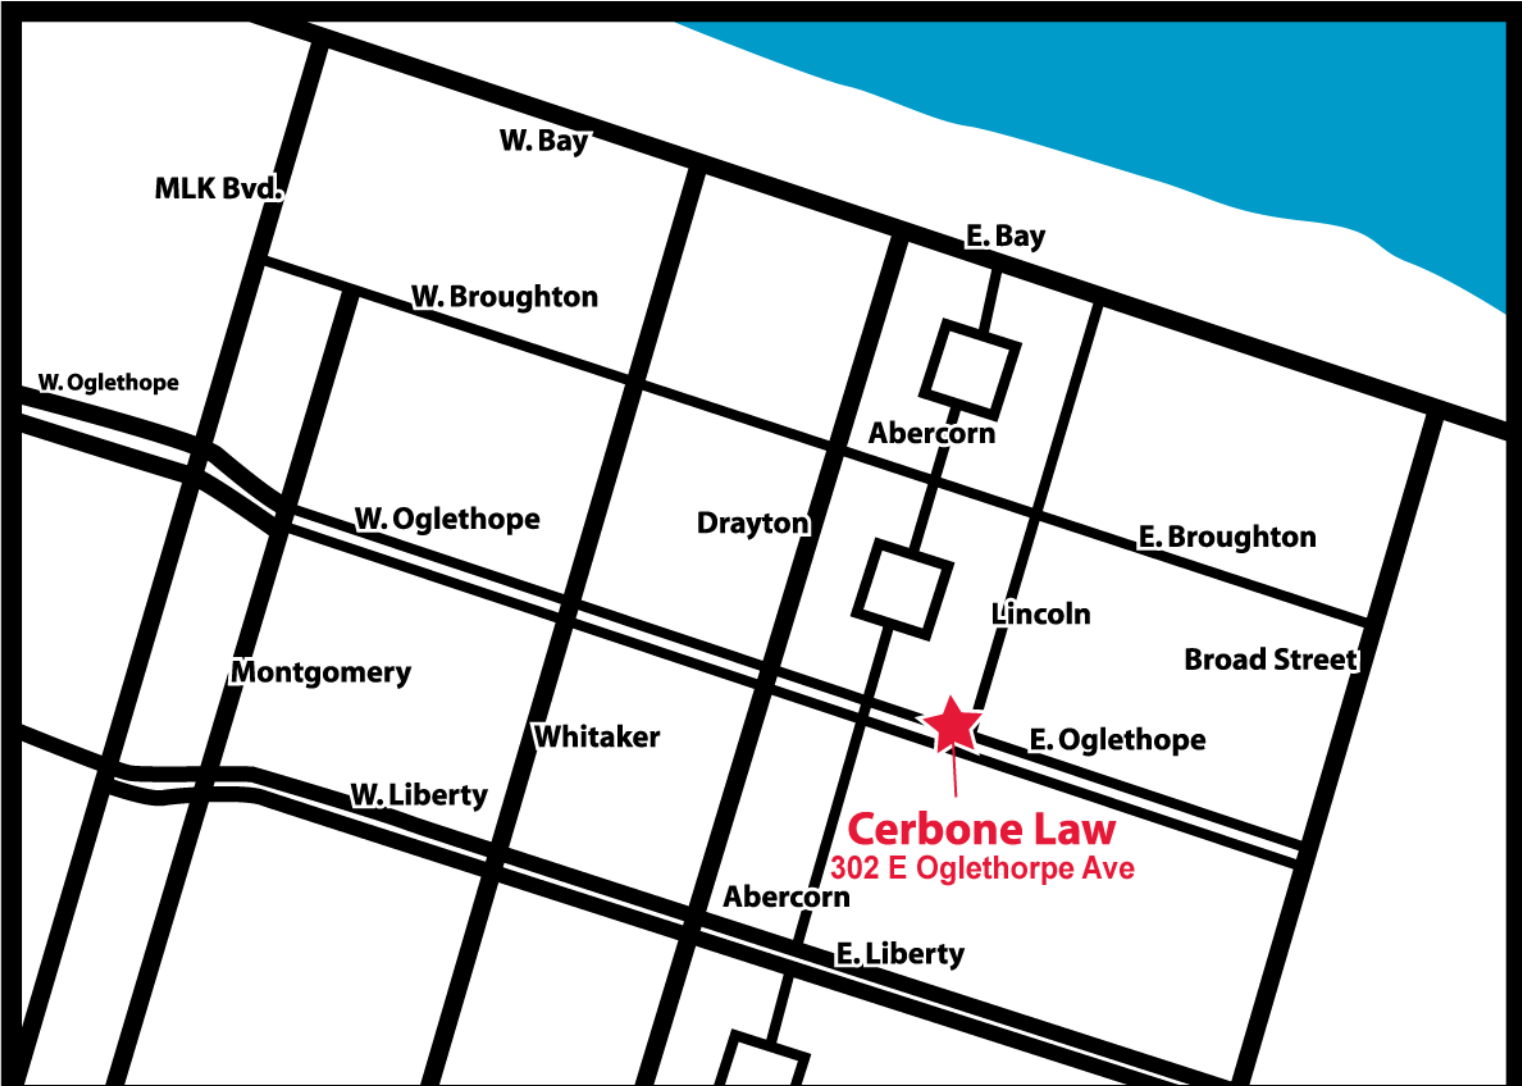 W. Bay
MLK Bvd.
E. Bay
W. Broughton
W. Oglethope
Abercorn
W. Oglethope
Drayton
E. Broughton
Lincoln
Broad Street
Montgomery
Whitaker
E. Oglethope
W. Liberty
Cerbone Law
302 E Oglethorpe Ave
Abercorn
E. Liberty